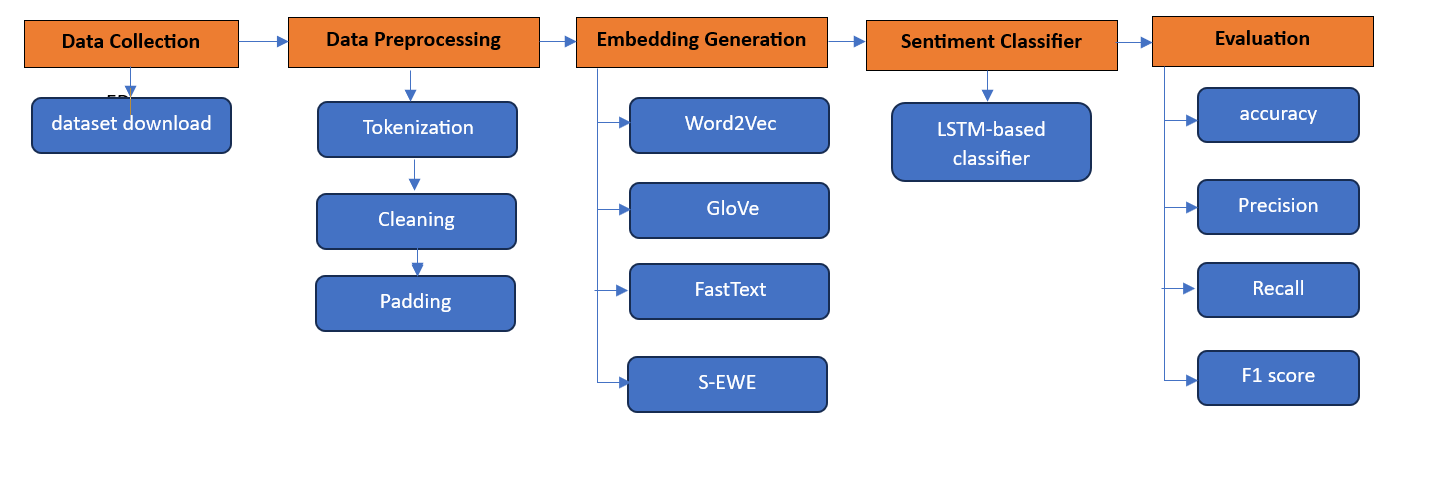 Data Collection
Data Preprocessing
Embedding Generation
Sentiment Classifier
Evaluation
dataset download
Tokenization
Cleaning
Padding
Word2Vec
GloVe
FastText
S-EWE
LSTM-based
classifier
accuracy
Precision
Recall
F1 score